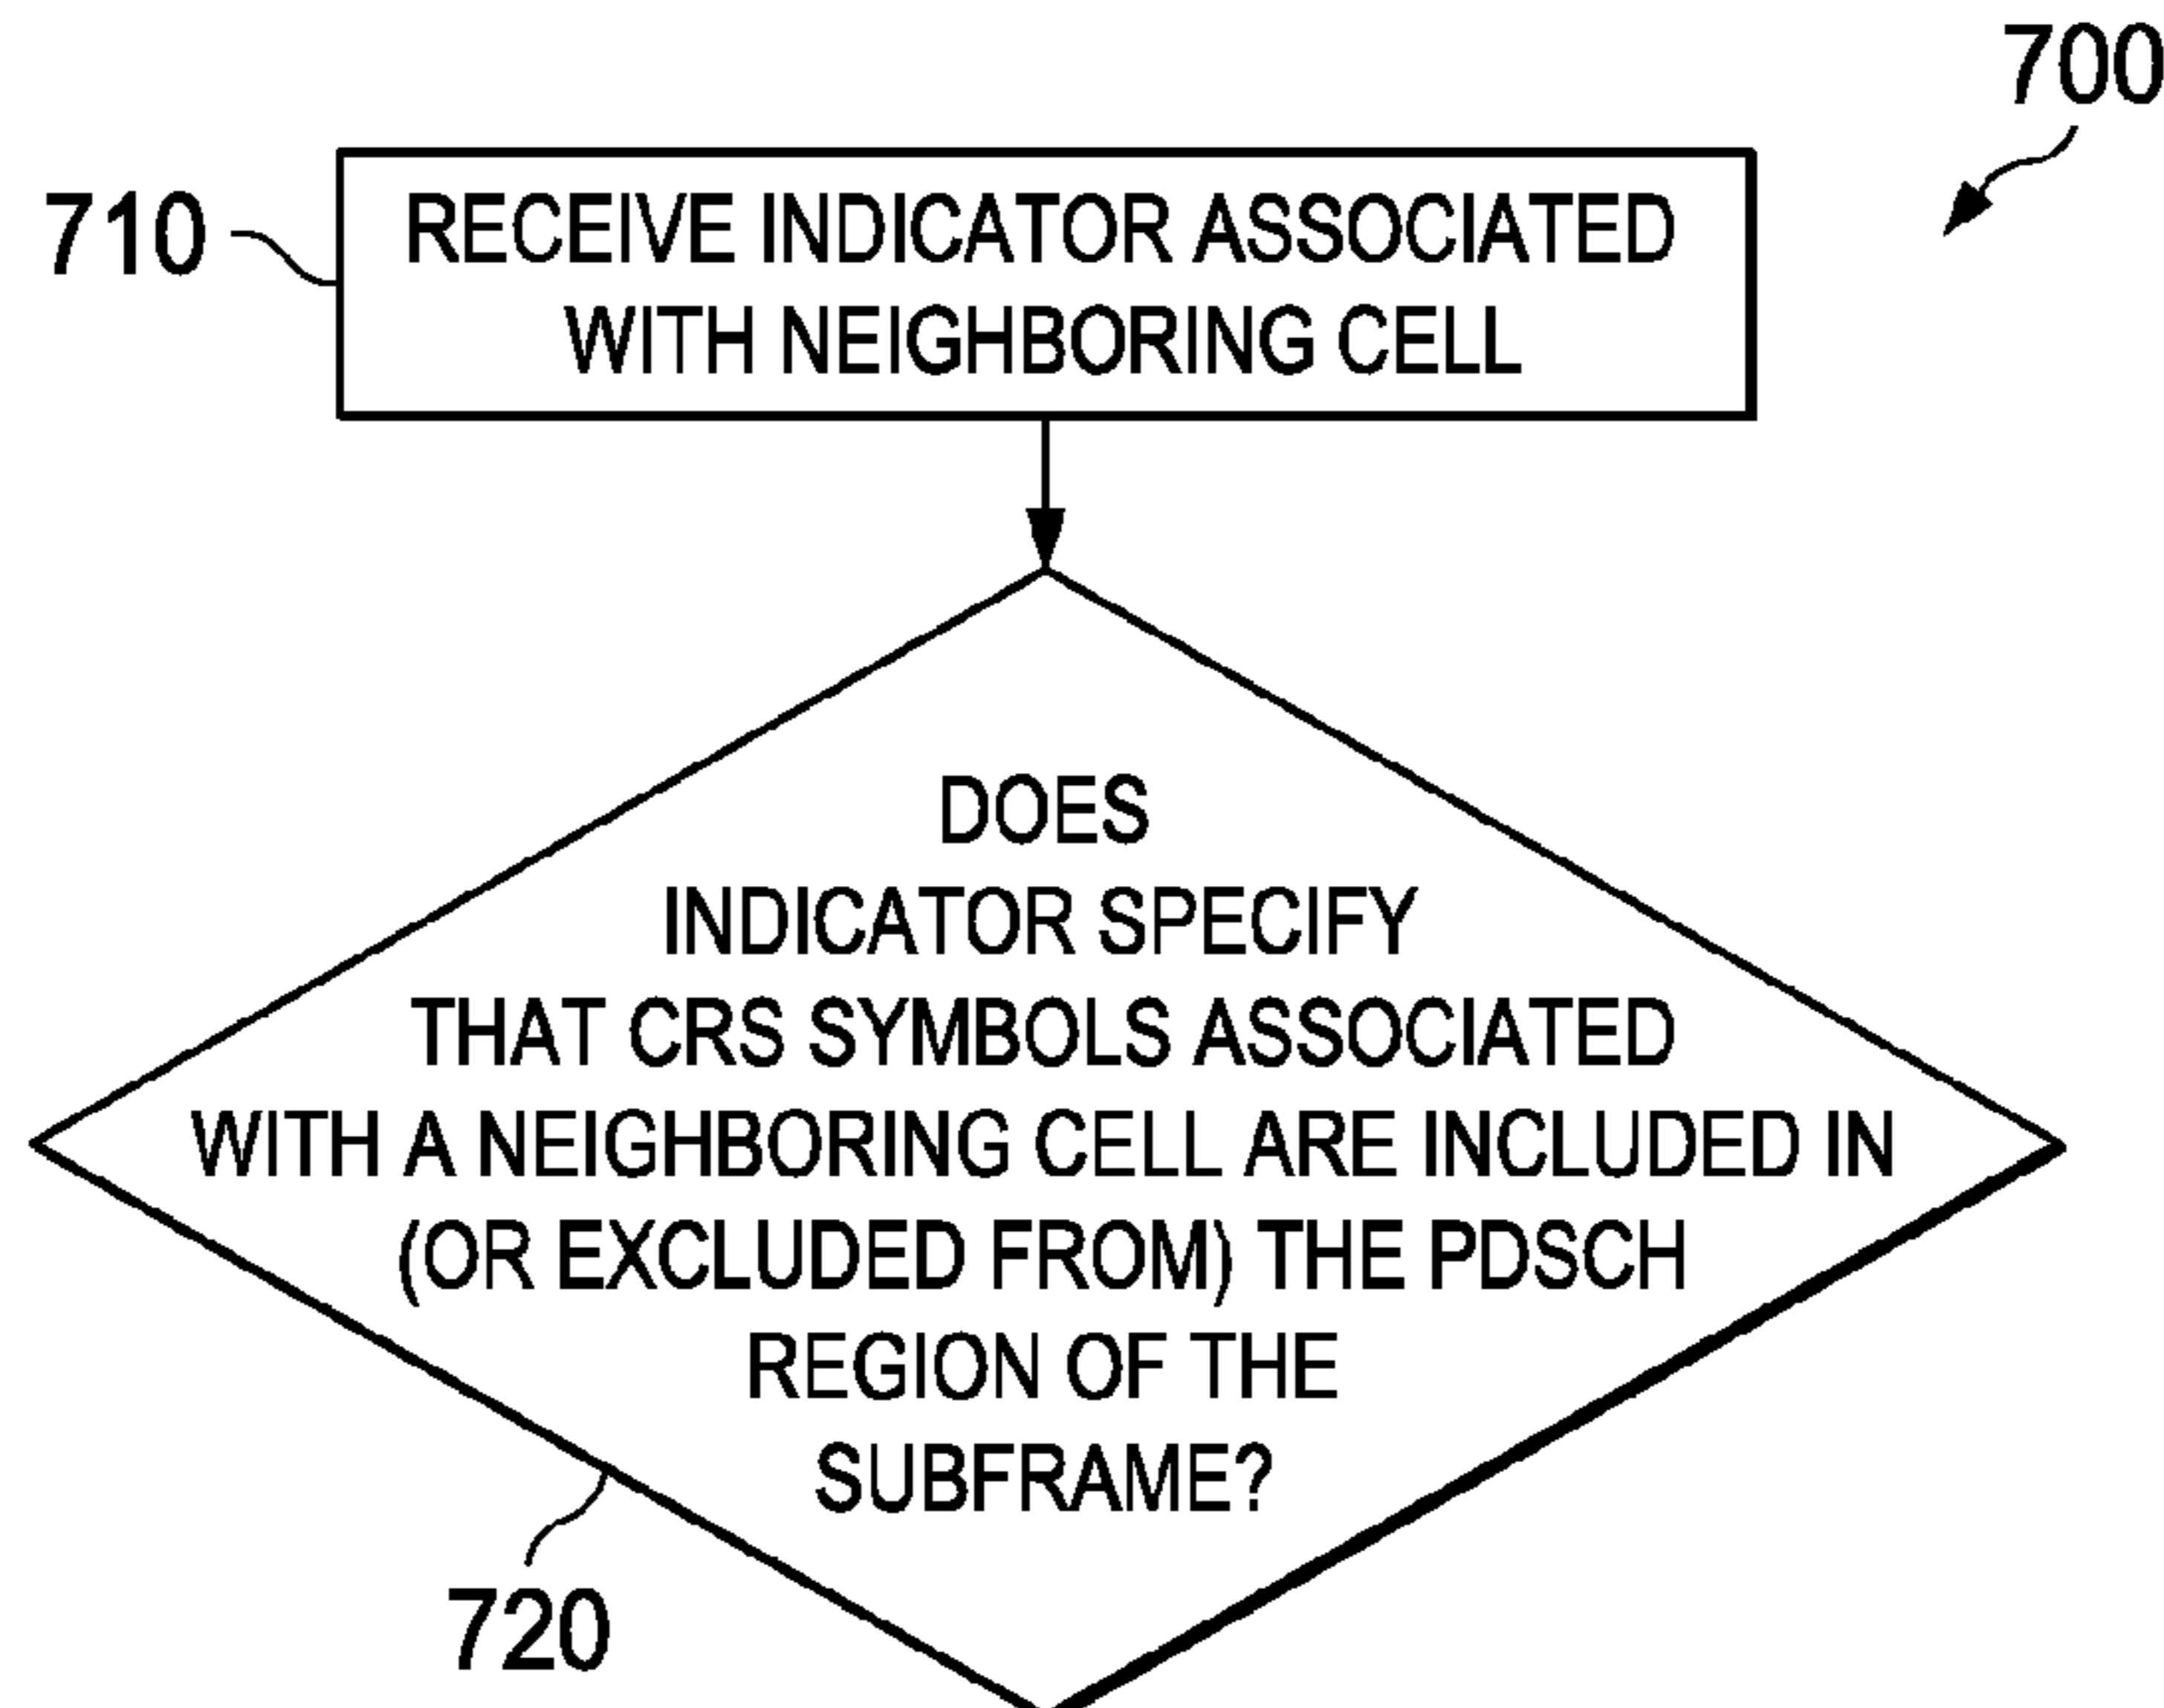 700
710
RECEIVE INDICATOR ASSOCIATED
WITH NEIGHBORING CELL
DOES
INDICATOR SPECIFY
THAT CRS SYMBOLS ASSOCIATED
WITH A NEIGHBORING CELL ARE INCLUDED IN
(OR EXCLUDED FROM) THE PDSCH
REGION OF THE
SUBFRAME?
720